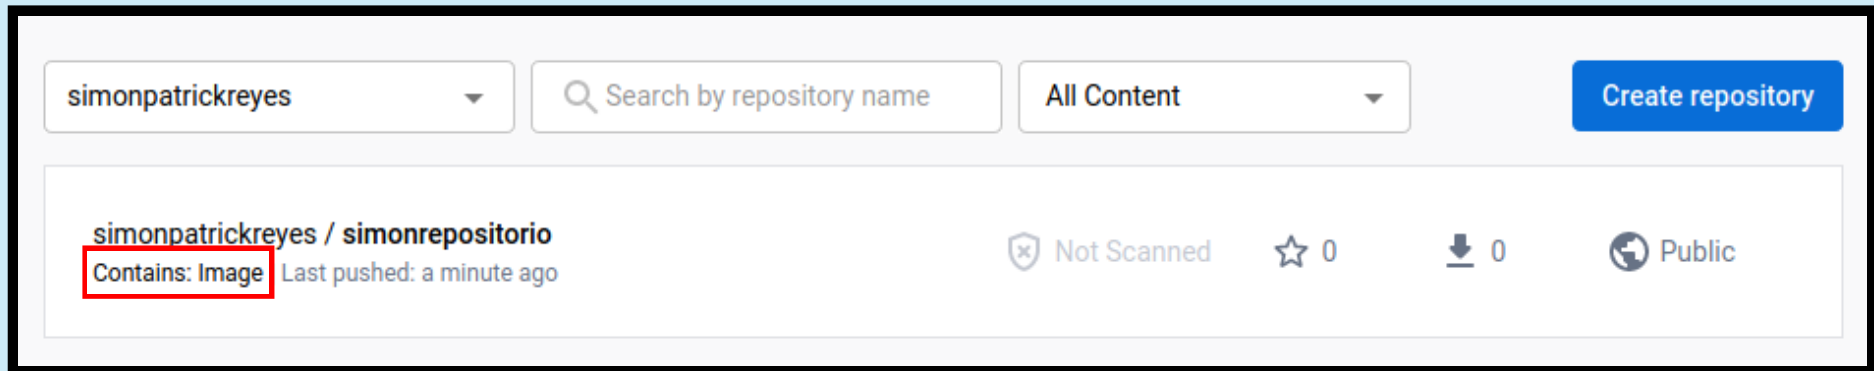 simonpatrickreyes
Search by repository name
All Content
Create repository
simonpatrickreyes / simonrepositorio
Contains: Image Last pushed: a minute ago
Not Scanned
0
0
Public